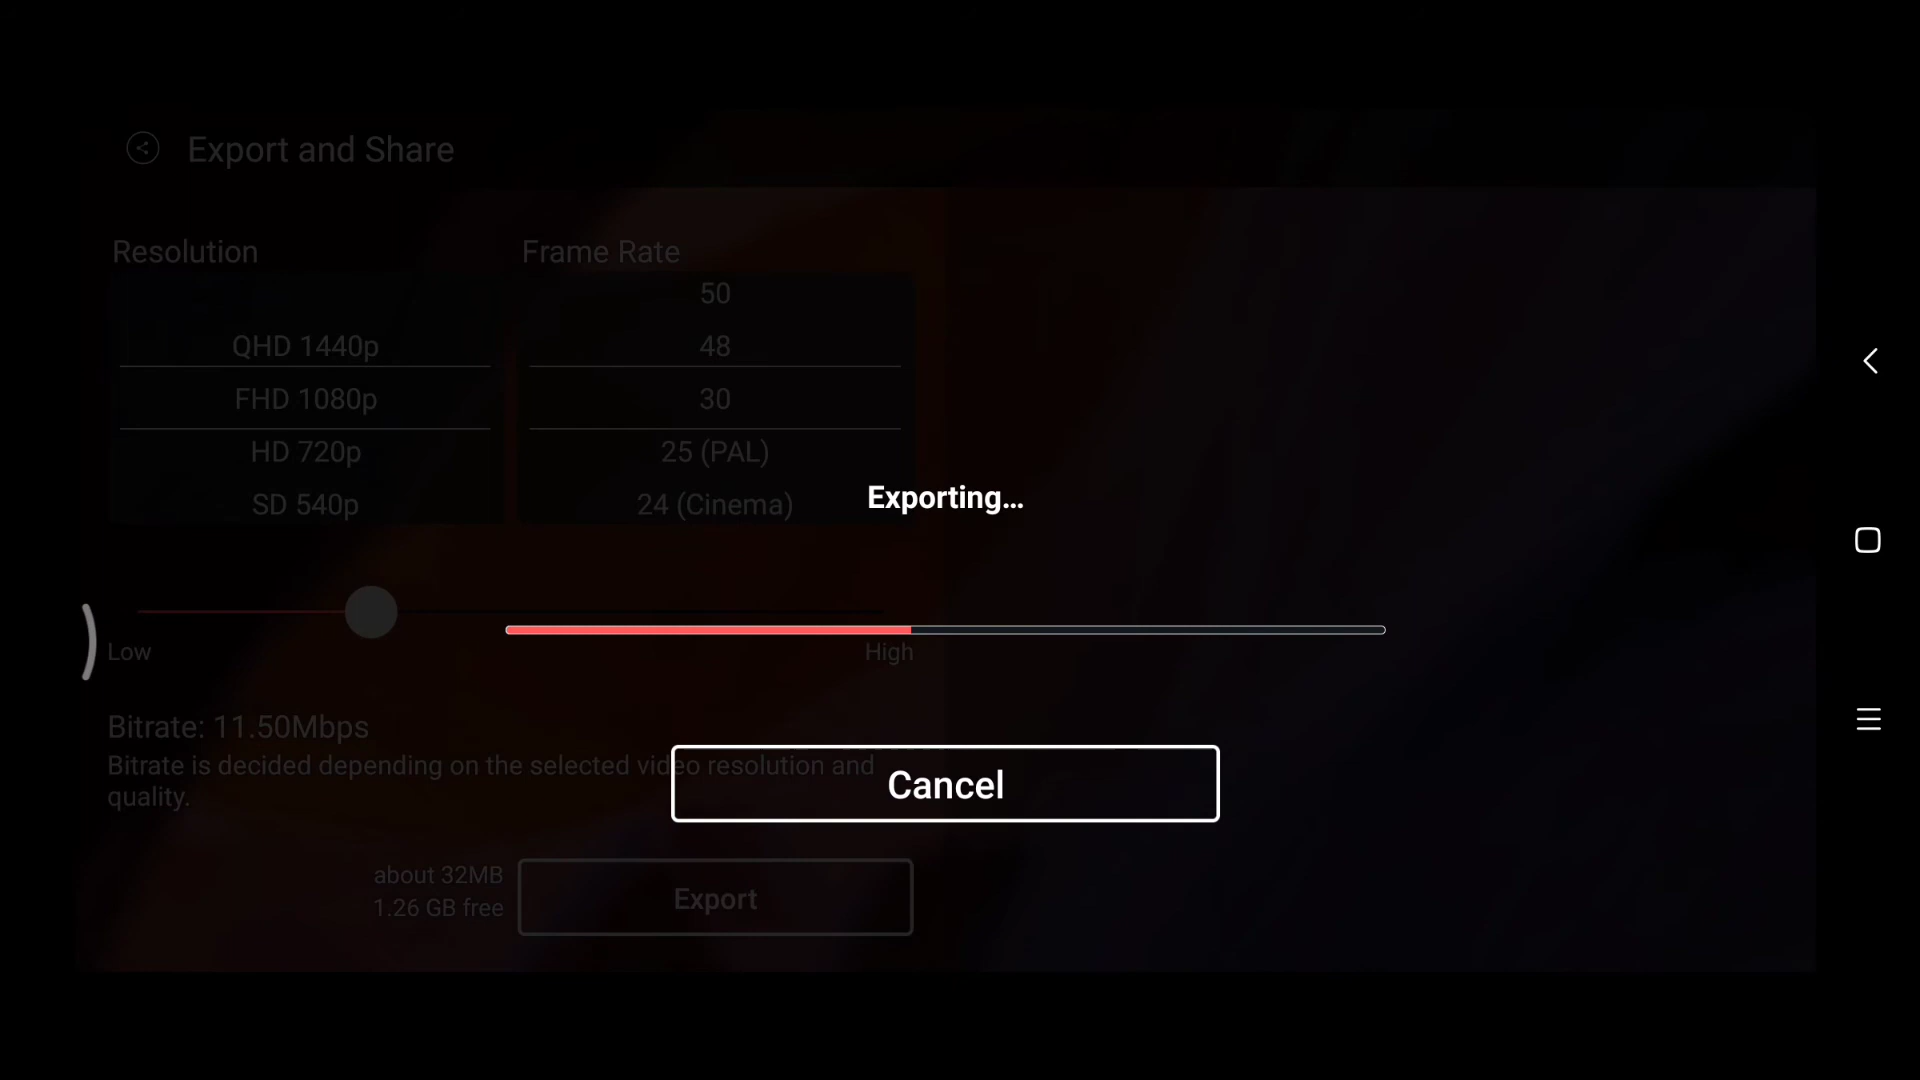 Export and Share
Resolution
Frame Rate
50
QHD 1440p
48
FHD 1080p
30
HD 720p
25 (PAL)
SD 540p
24 (Cinema)
Exporting...
Low
High
Bitrate: 11.50Mbps
Bitrate is decided depending on the selected video resolution and
quality.
Cancel
about 32MB
1.26 GB free
Export